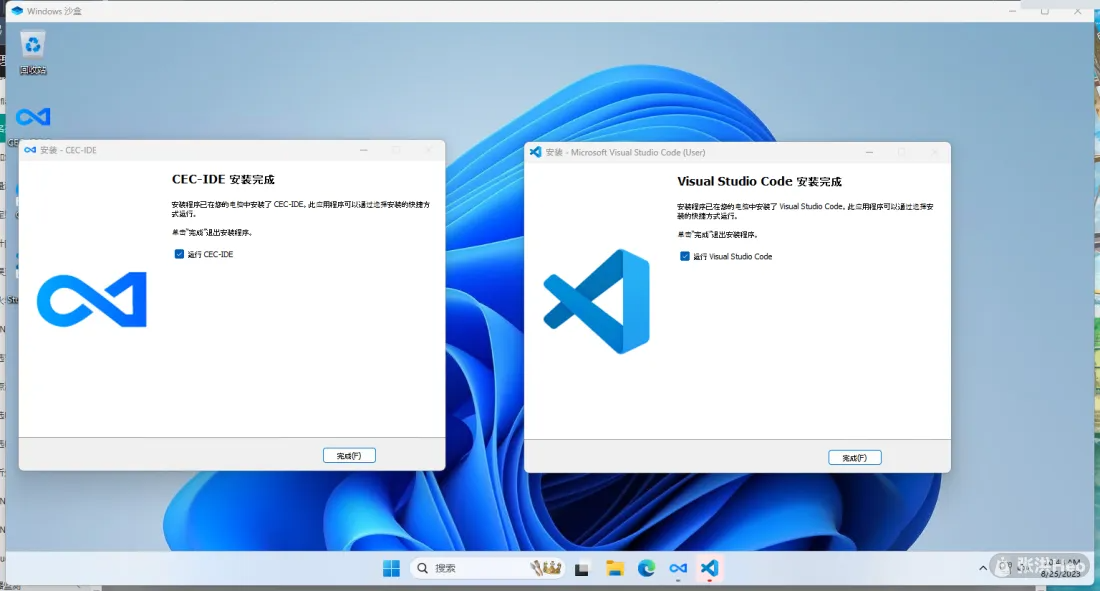 Windows 沙盒
回收站
安装 - CEC-IDE
CEC-IDE 安装完成
安装程序已在您的电脑中安装了 CEC-IDE。此应用程序可以通过选择安装的快捷方
式运行。
单击“完成”退出安装程序。
运行 CEC-IDE
完成(F)
安装 - Microsoft Visual Studio Code (User)
Visual Studio Code 安装完成
安装程序已在您的电脑中安装了 Visual Studio Code。此应用程序可以通过选择安
装的快捷方式运行。
单击“完成”退出安装程序。
运行 Visual Studio Code
完成(F)
搜索
8/25/2023